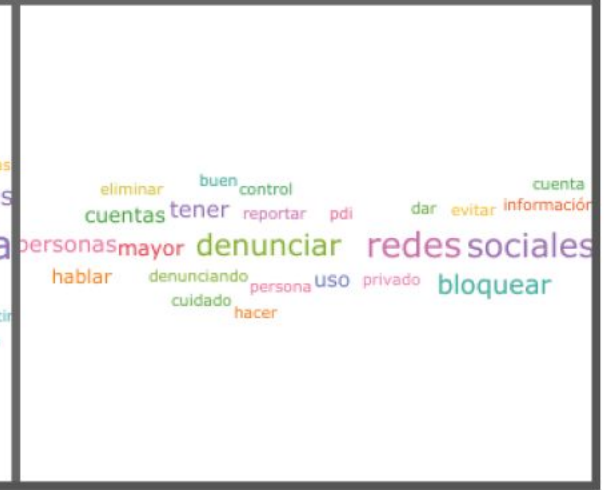 buen
cuenta
eliminar
control
cuentas tener reportar pdi dar evitar información
personas mayor denunciar redes sociales
hablar denunciando persona uso privado bloquear
cuidado
hacer